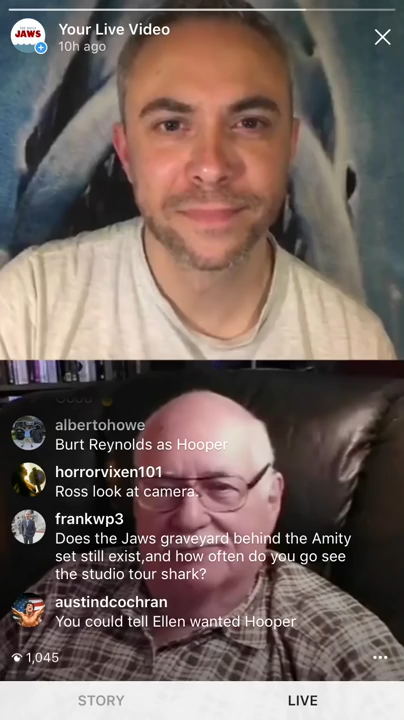 JAWS
Your Live Video
10h ago
albertohowe
Burt Reynolds as Hooper
horrorvixen101
Ross look at camera.
frankwp3
Does the Jaws graveyard behind the Amity
set still exist,and how often do you go see
the studio tour shark?
austindcochran
You could tell Ellen wanted Hooper
1,045
STORY
LIVE